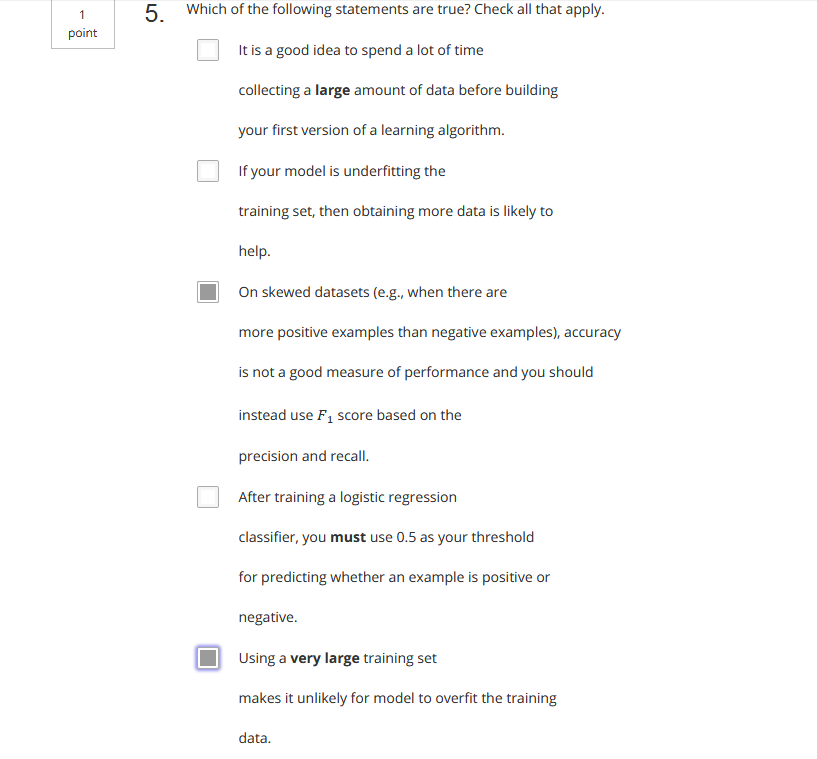 1
point
5.
Which of the following statements are true? Check all that apply.
It is a good idea to spend a lot of time
collecting a large amount of data before building
your first version of a learning algorithm.
If your model is underfitting the
training set, then obtaining more data is likely to
help.
On skewed datasets (e.g., when there are
more positive examples than negative examples), accuracy
is not a good measure of performance and you should
instead use F₁ score based on the
precision and recall.
After training a logistic regression
classifier, you must use 0.5 as your threshold
for predicting whether an example is positive or
negative.
Using a very large training set
makes it unlikely for model to overfit the training
data.